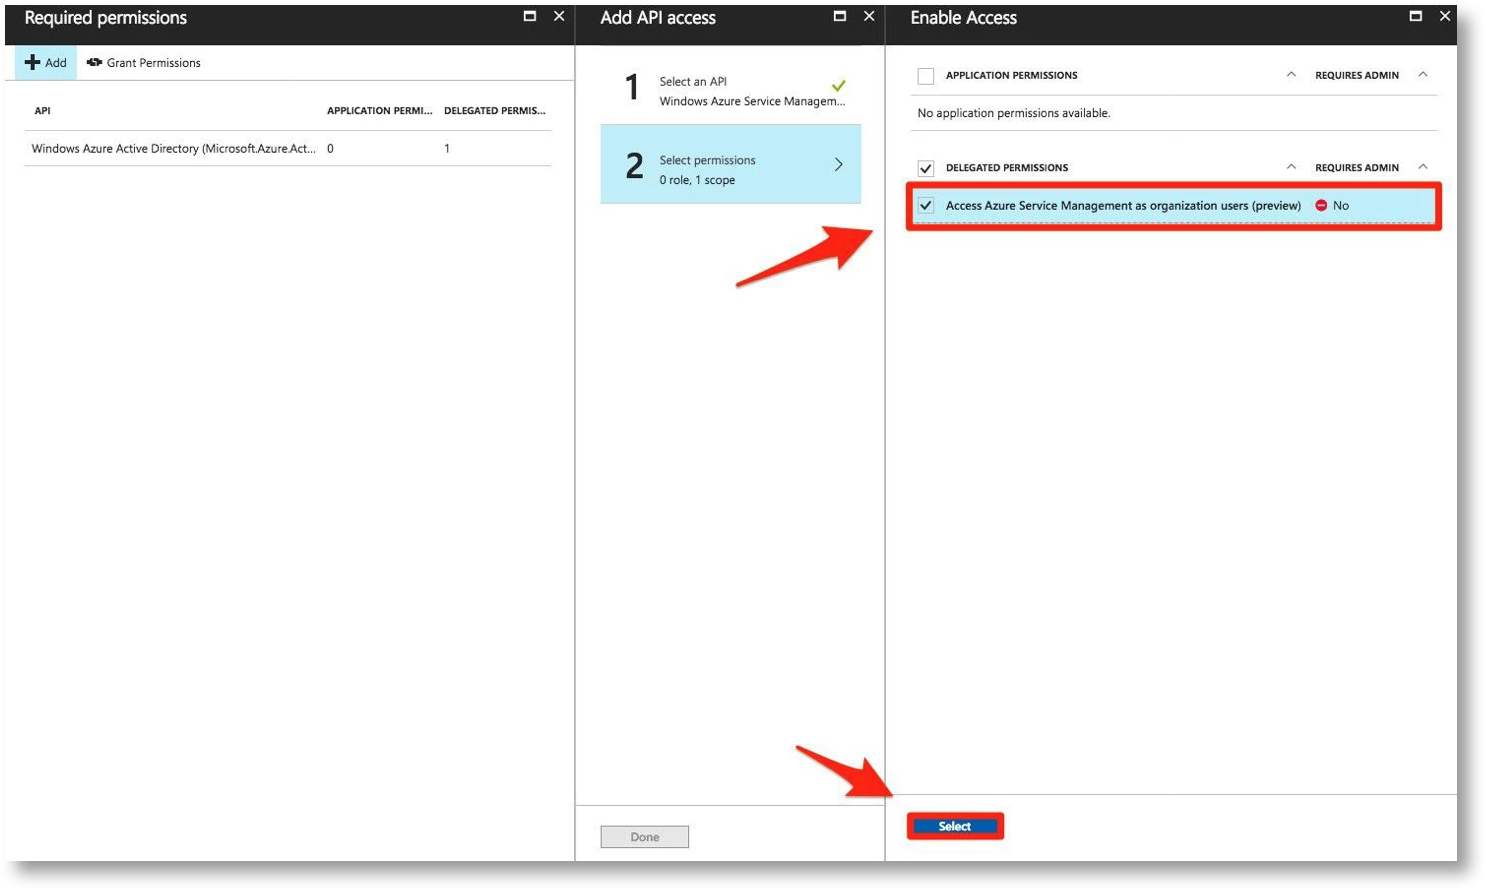 Required permissions
Add
Grant Permissions
API
APPLICATION PERMI...
DELEGATED PERMIS...
Windows Azure Active Directory (Microsoft.Azure.Act...
0
1
Add API access
1
Select an API
Windows Azure Service Managem...
2
Select permissions
0 role, 1 scope
Done
Enable Access
APPLICATION PERMISSIONS
REQUIRES ADMIN
No application permissions available.
DELEGATED PERMISSIONS
REQUIRES ADMIN
Access Azure Service Management as organization users (preview)
No
Select